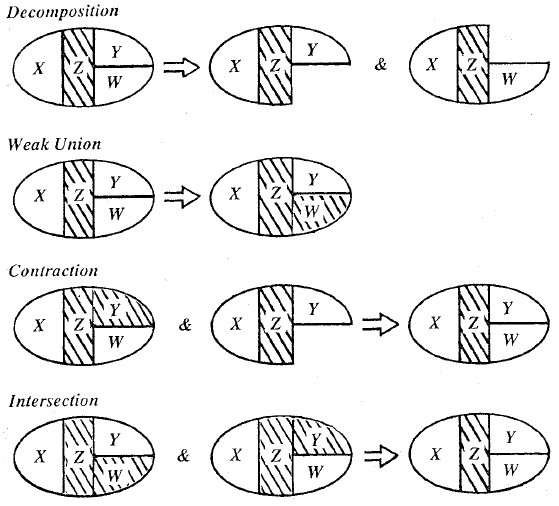 Decomposition
X Z Y W X Z Y & X Z W
Weak Union
X Z Y W X Z Y W
Contraction
X Z Y W & X Z Y X Z Y W
Intersection
X Z Y W & X Z Y W X Z Y W